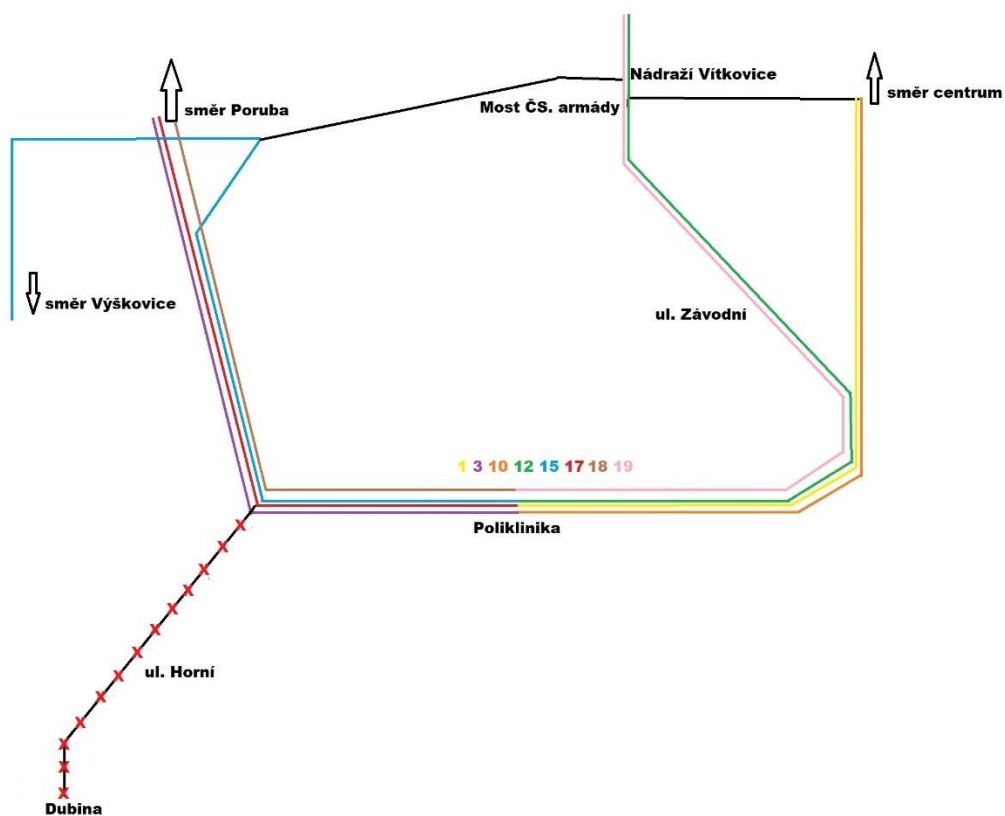 Nádraží Vítkovice
směr centrum
Most ČS. armády
směr Poruba
směr Výškovice
ul. Závodní
1 3 10 12 15 17 18 19
Poliklinika
ul. Horní
Dubina